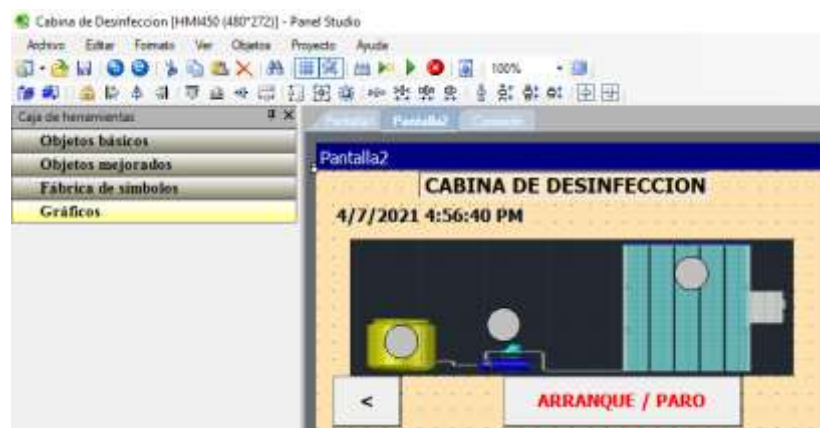 Cabina de Desinfeccion [HMI450 (480*272)] - Panel Studio
Archivo Editar Formato Ver Objetos Proyecto Ayuda
100%
Caja de herramientas
Objetos básicos
Objetos mejorados
Fábrica de símbolos
Gráficos
Pantalla2
Pantalla2
CABINA DE DESINFECCION
4/7/2021 4:56:40 PM
<
ARRANQUE / PARO